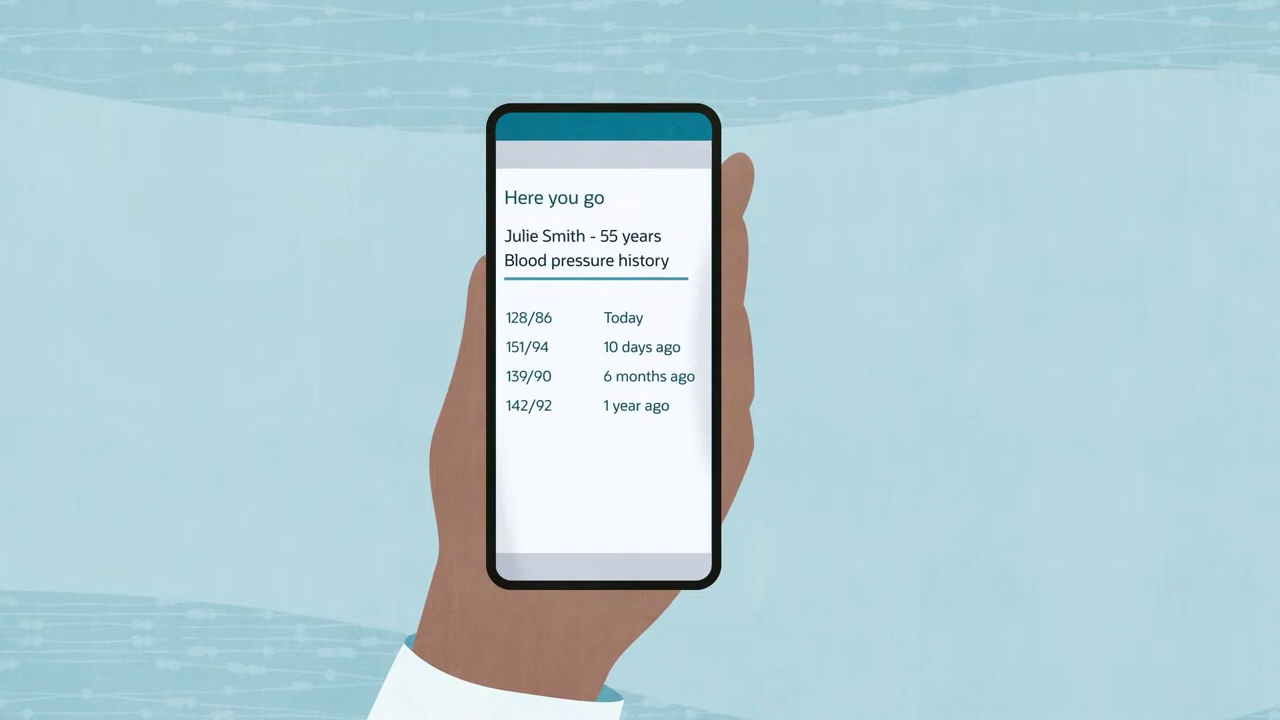 Here you go
Julie Smith - 55 years
Blood pressure history
128/86 Today
151/94 10 days ago
139/90 6 months ago
142/92 1 year ago